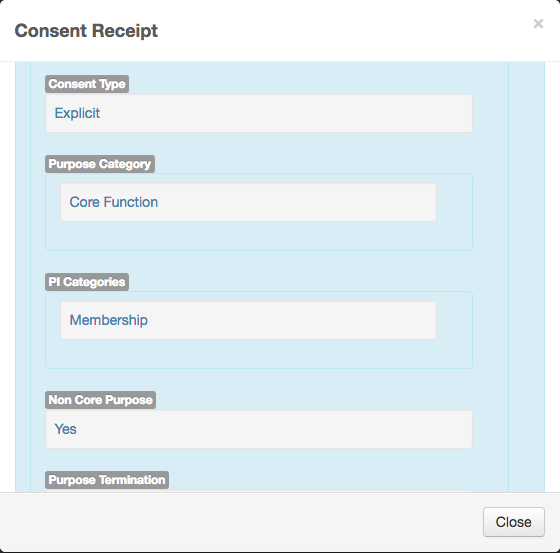 Consent Receipt
×
Consent Type
Explicit
Purpose Category
Core Function
PI Categories
Membership
Non Core Purpose
Yes
Purpose Termination
Close